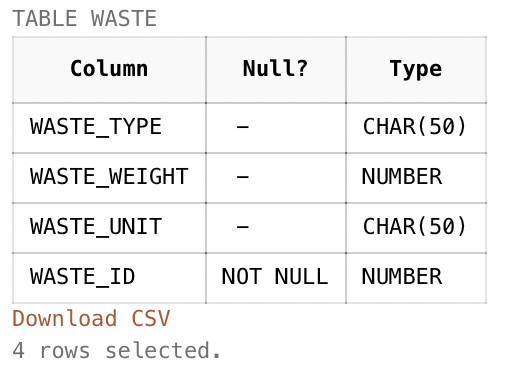 TABLE WASTE
Column Null? Type
WASTE_TYPE – CHAR(50)
WASTE_WEIGHT – NUMBER
WASTE_UNIT – CHAR(50)
WASTE_ID NOT NULL NUMBER
Download CSV
4 rows selected.